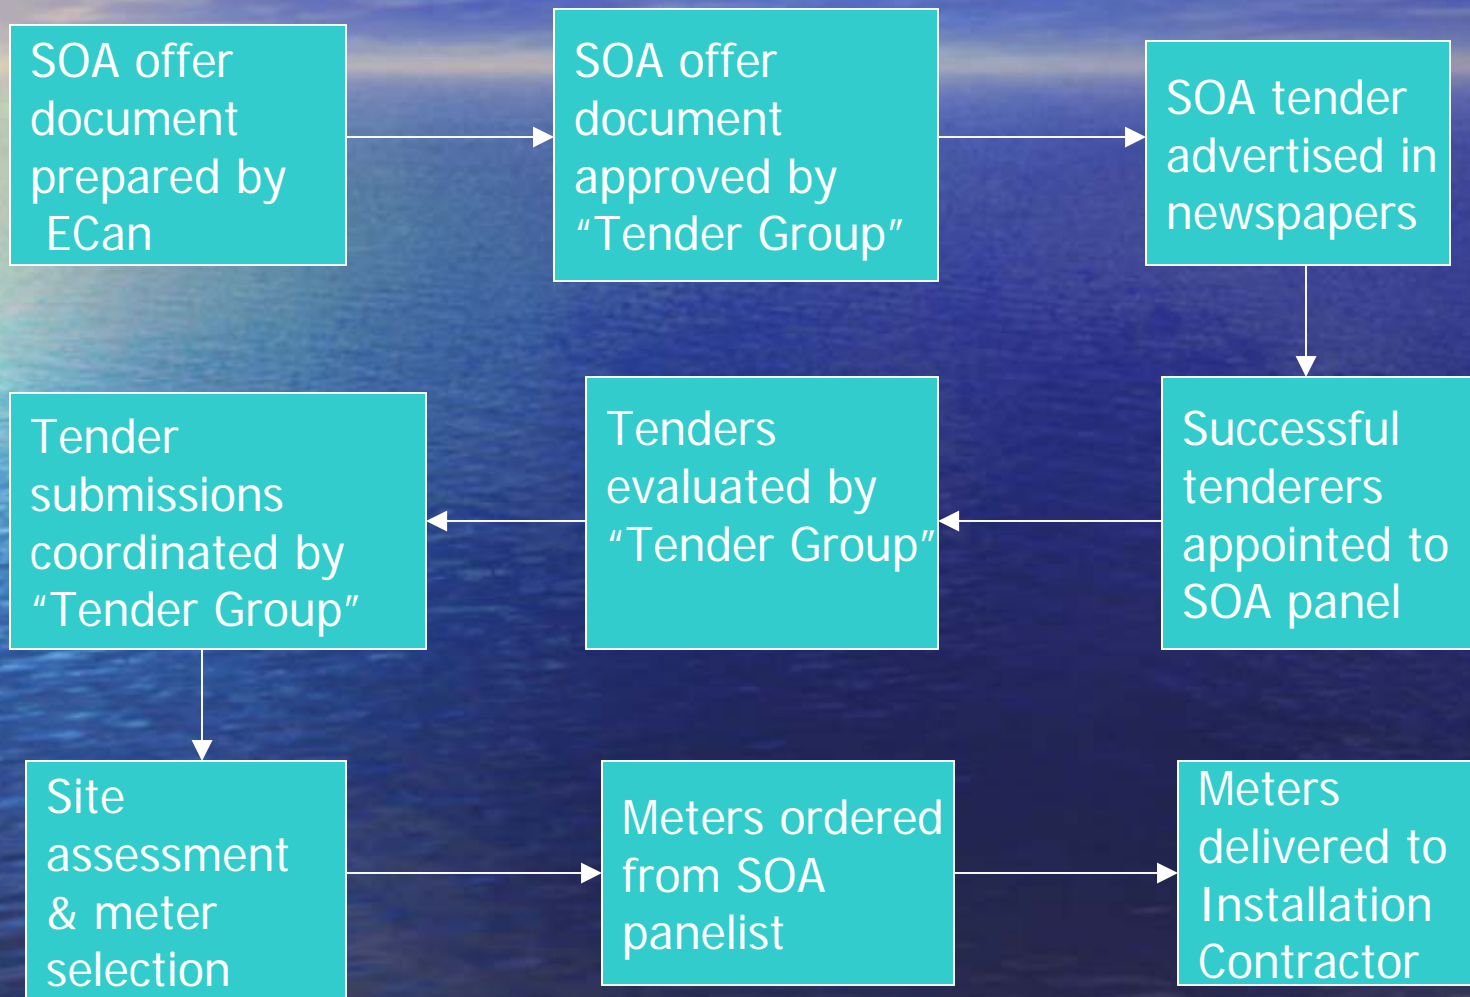 SOA offer
document
prepared by
ECan
SOA offer
document
approved by
“Tender Group”
SOA tender
advertised in
newspapers
Successful
tenderers
appointed to
SOA panel
Tenders
evaluated by
“Tender Group”
Tender
submissions
coordinated by
“Tender Group”
Site
assessment
& meter
selection
Meters ordered
from SOA
panelist
Meters
delivered to
Installation
Contractor